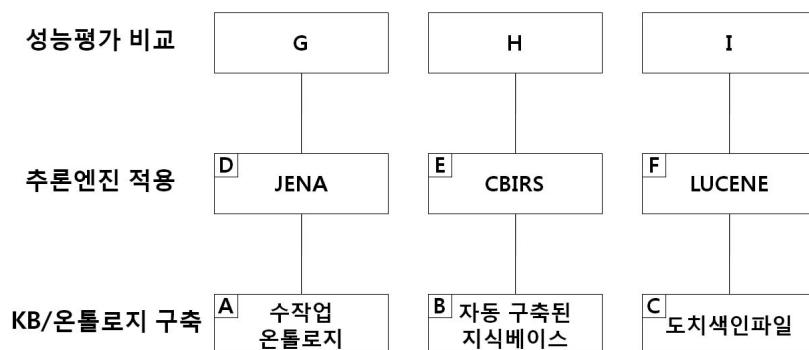 성능평가 비교
G
H
I
추론엔진 적용
D
JENA
E
CBIRS
F
LUCENE
KB/온톨로지 구축
A
수작업
온톨로지
B
자동 구축된
지식베이스
C
도치색인파일